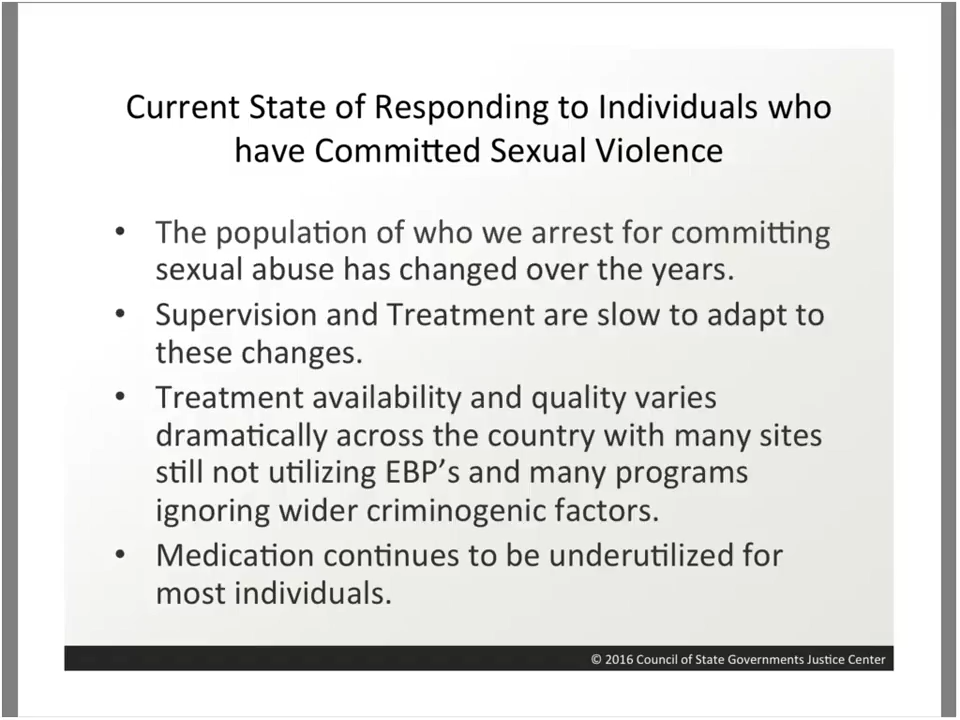 Current State of Responding to Individuals who
have Committed Sexual Violence
• The population of who we arrest for committing
sexual abuse has changed over the years.
• Supervision and Treatment are slow to adapt to
these changes.
• Treatment availability and quality varies
dramatically across the country with many sites
still not utilizing EBP’s and many programs
ignoring wider criminogenic factors.
• Medication continues to be underutilized for
most individuals.
© 2016 Council of State Governments Justice Center